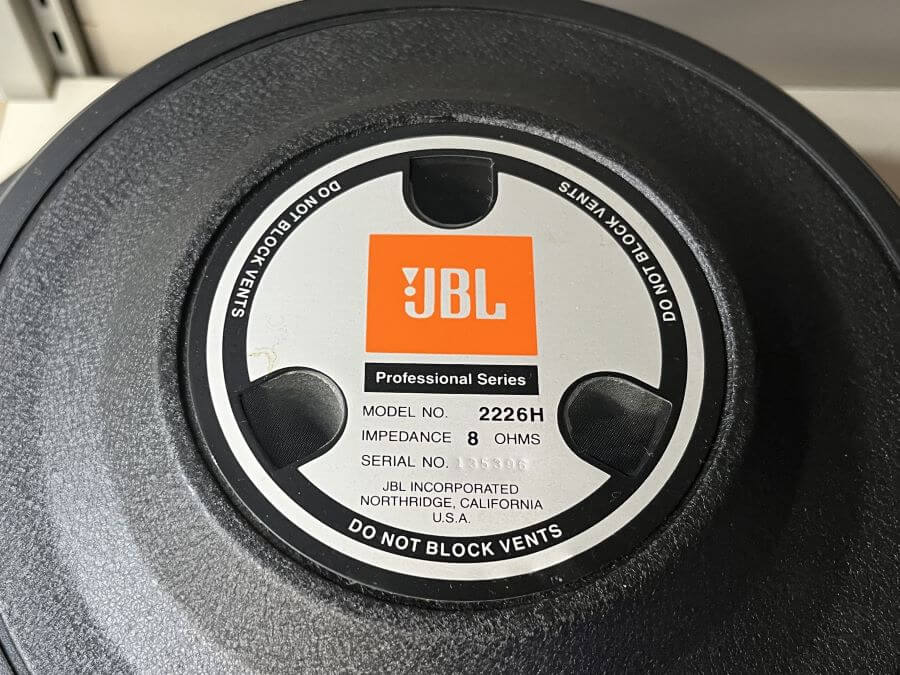 DO NOT BLOCK VENTS
DO NOT BLOCK VENTS
JBL
Professional Series
MODEL NO. 2226H
IMPEDANCE 8 OHMS
SERIAL NO. 135396
JBL INCORPORATED
NORTHRIDGE, CALIFORNIA
U.S.A.
DO NOT BLOCK VENTS